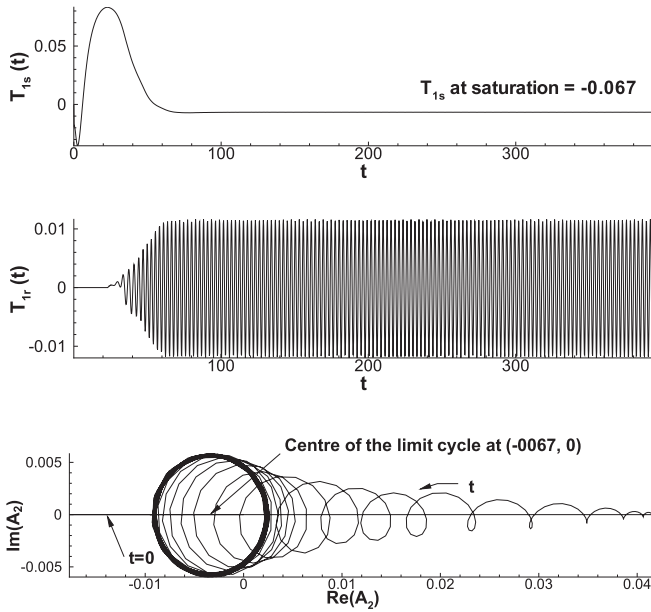 T1s (t)
0.05
0
T1s at saturation = -0.067
0 100 200 300
t
T1r (t)
0.01
0
-0.01
100 200 300
t
Im(A2)
0.005
0
-0.005
Centre of the limit cycle at (-0067, 0)
t
t=0
-0.01 0 0.01 0.02 0.03 0.04
Re(A2)